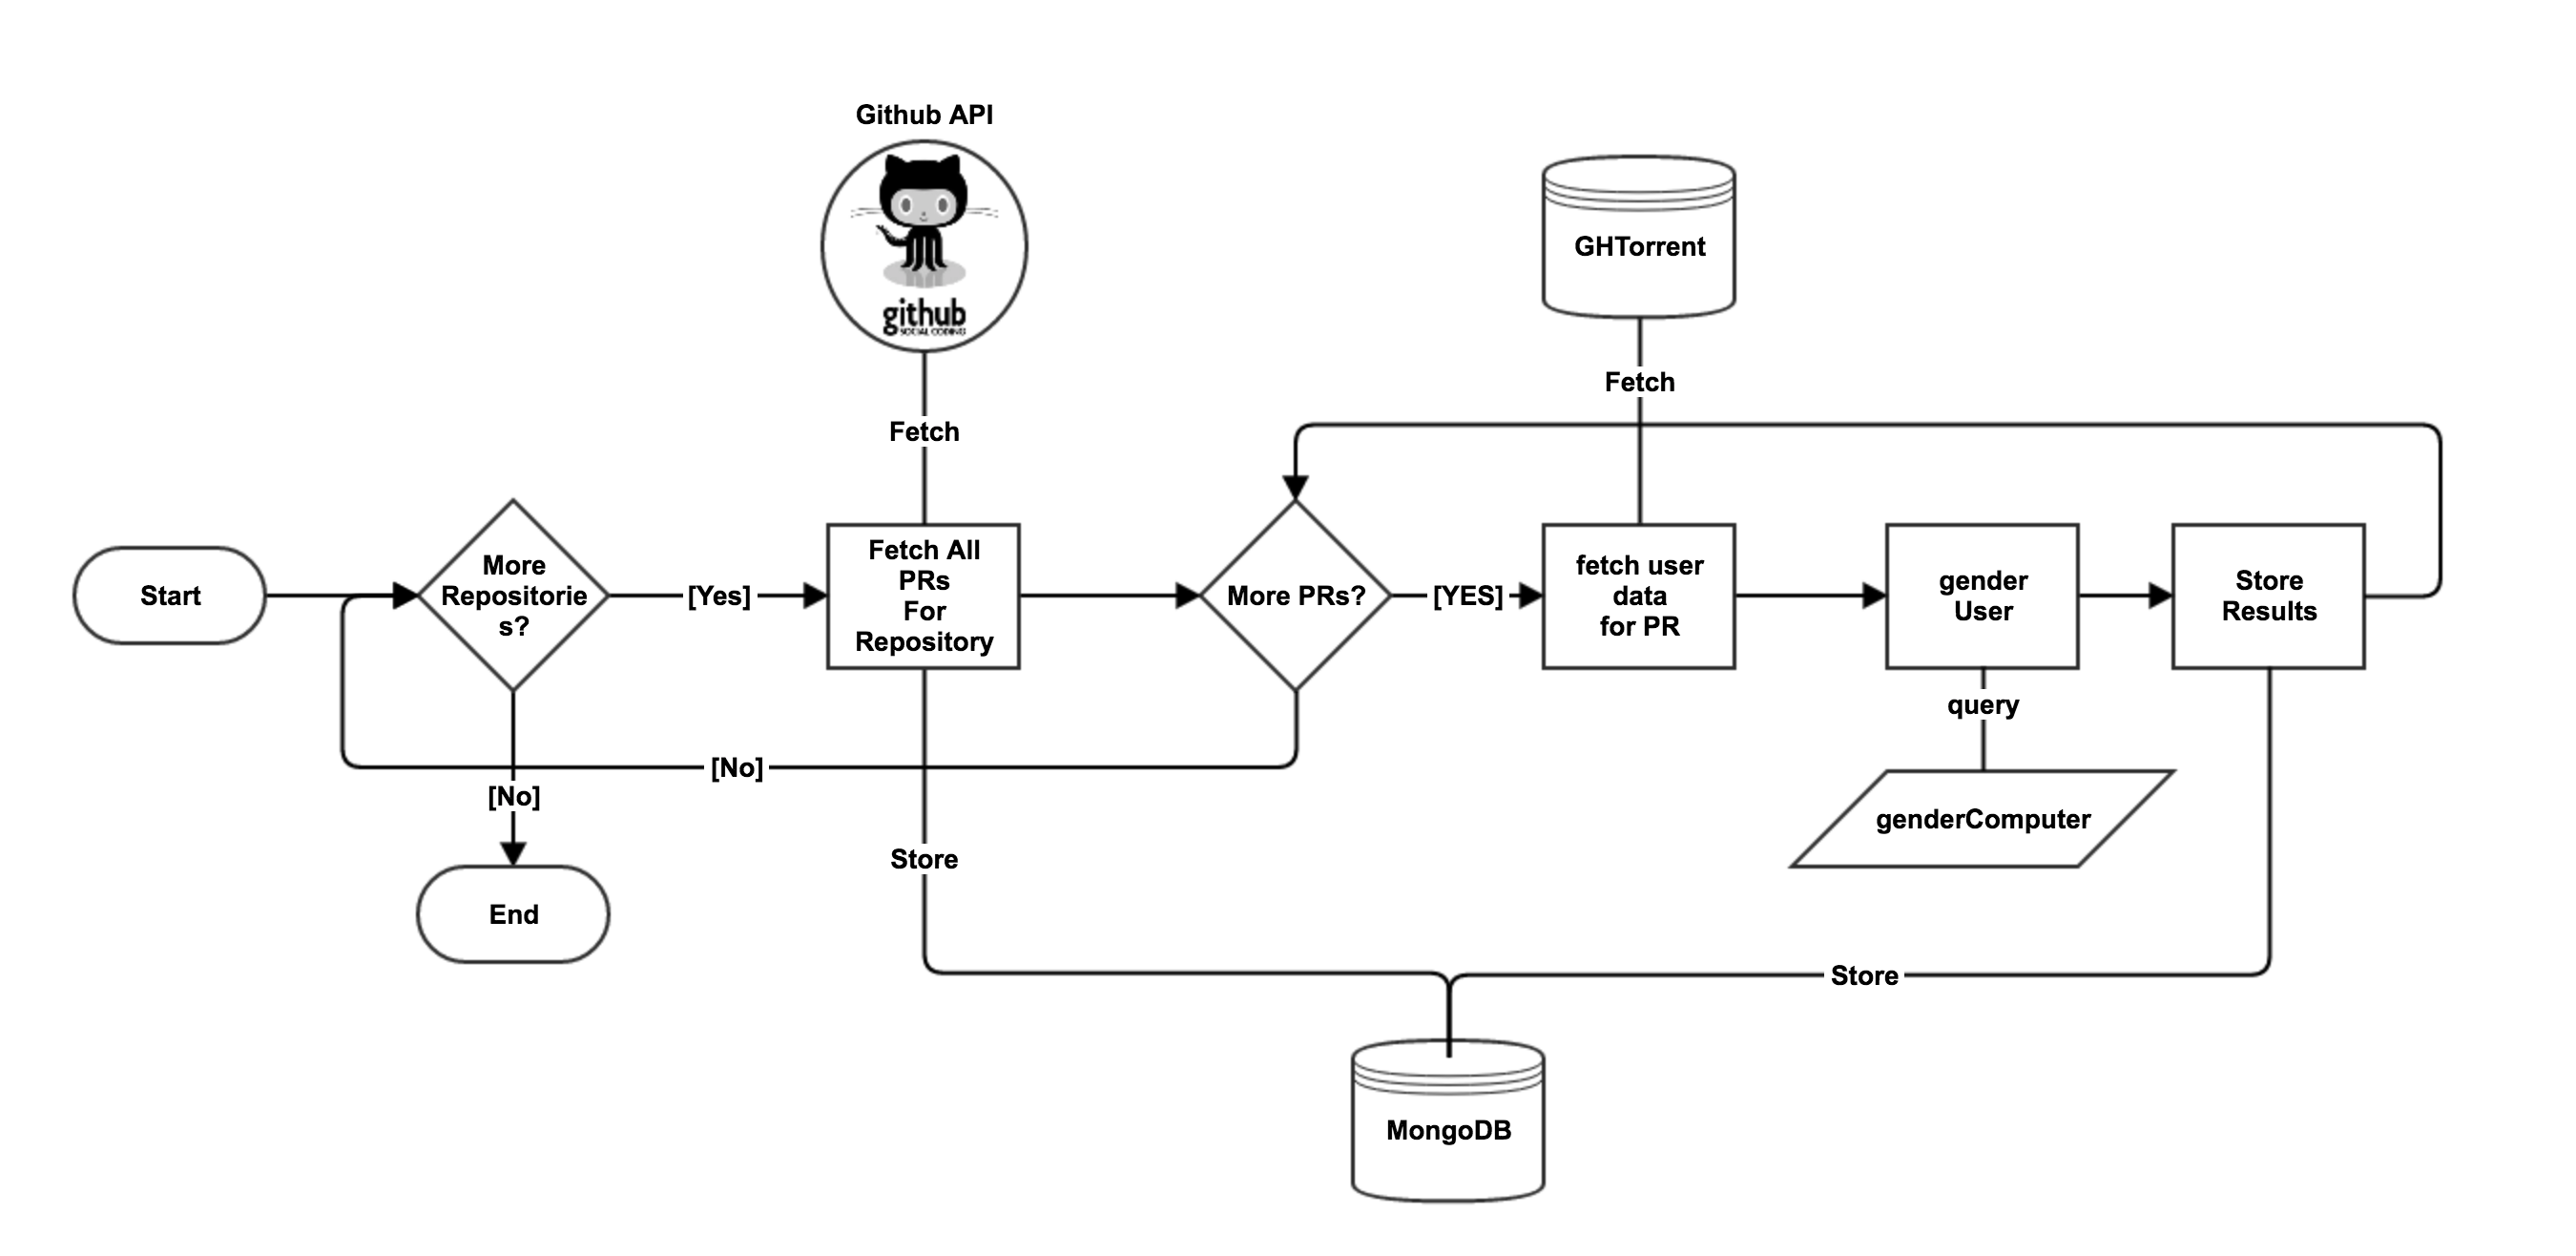 Github API
github
SOCIAL CODING
GHTorrent
Fetch
Fetch
Start
More
Repositorie
s?
[Yes]
Fetch All
PRs
For
Repository
More PRs?
[YES]
fetch user
data
for PR
gender
User
Store
Results
query
[No]
[No]
genderComputer
Store
End
Store
MongoDB